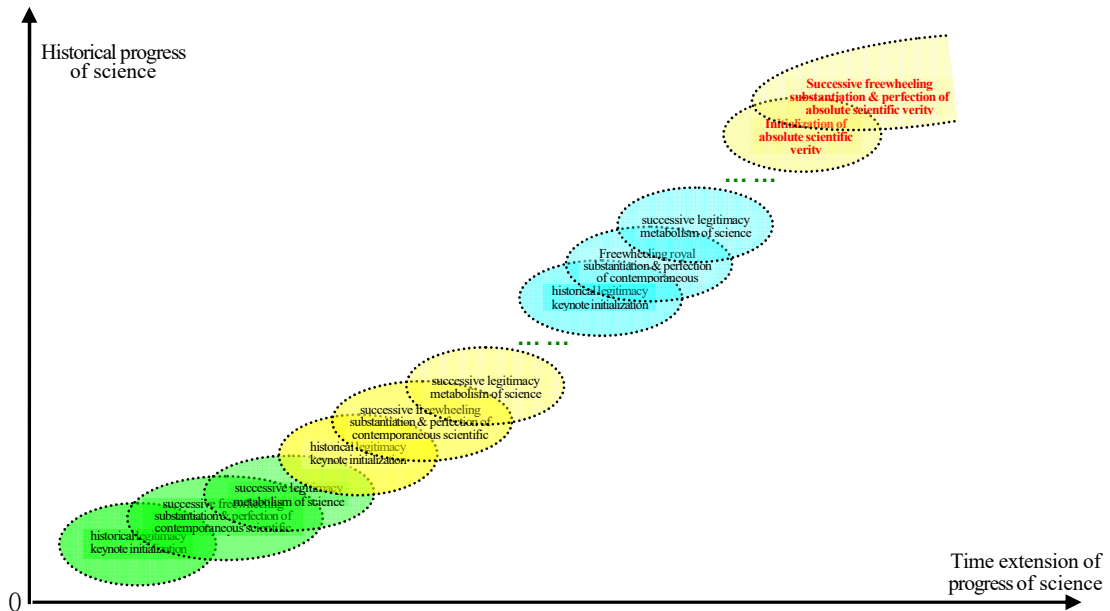 Historical progress
of science
Successive freewheeling
substantiation & perfection of
absolute scientific verity
Initialization of
absolute scientific
verity
... ...
successive legitimacy
metabolism of science
Freewheeling royal
substantiation & perfection
of contemporaneous
historical legitimacy
keynote initialization
... ...
successive legitimacy
metabolism of science
successive freewheeling
substantiation & perfection of
contemporaneous scientific
historical legitimacy
keynote initialization
successive legitimacy
metabolism of science
successive freewheeling
substantiation & perfection of
contemporaneous scientific
historical legitimacy
keynote initialization
Time extension of
progress of science
0